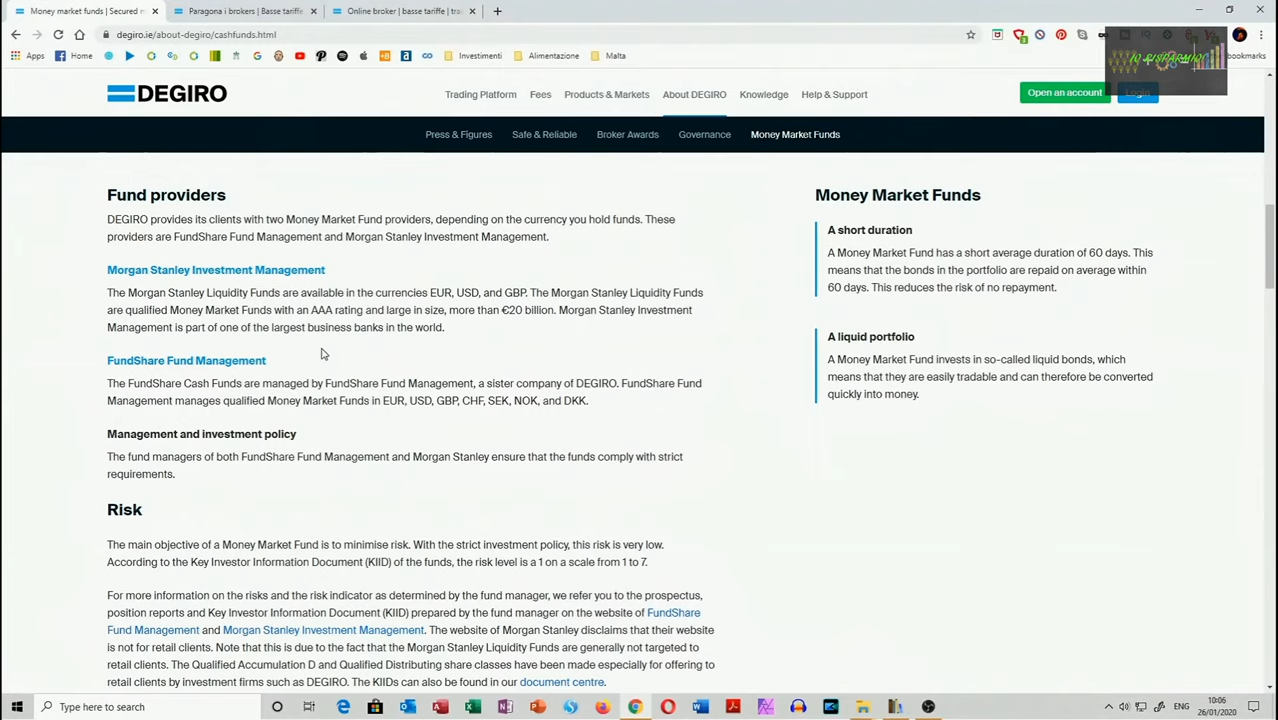 Money market funds | Secured m
Paragona i brokers | Basse tariffe
Online broker | basse tariffe | tra
degiro.ie/about-degiro/cashfunds.html
Apps
Home
Investimenti
Alimentazione
Malta
bookmarks
IO RISPARMIO
DEGIRO
Trading Platform
Fees
Products & Markets
About DEGIRO
Knowledge
Help & Support
Open an account
Login
Press & Figures
Safe & Reliable
Broker Awards
Governance
Money Market Funds
Fund providers
DEGIRO provides its clients with two Money Market Fund providers, depending on the currency you hold funds. These
providers are FundShare Fund Management and Morgan Stanley Investment Management.
Morgan Stanley Investment Management
The Morgan Stanley Liquidity Funds are available in the currencies EUR, USD, and GBP. The Morgan Stanley Liquidity Funds
are qualified Money Market Funds with an AAA rating and large in size, more than €20 billion. Morgan Stanley Investment
Management is part of one of the largest business banks in the world.
FundShare Fund Management
The FundShare Cash Funds are managed by FundShare Fund Management, a sister company of DEGIRO. FundShare Fund
Management manages qualified Money Market Funds in EUR, USD, GBP, CHF, SEK, NOK, and DKK.
Management and investment policy
The fund managers of both FundShare Fund Management and Morgan Stanley ensure that the funds comply with strict
requirements.
Risk
The main objective of a Money Market Fund is to minimise risk. With the strict investment policy, this risk is very low.
According to the Key Investor Information Document (KIID) of the funds, the risk level is a 1 on a scale from 1 to 7.
For more information on the risks and the risk indicator as determined by the fund manager, we refer you to the prospectus,
position reports and Key Investor Information Document (KIID) prepared by the fund manager on the website of FundShare
Fund Management and Morgan Stanley Investment Management. The website of Morgan Stanley disclaims that their website
is not for retail clients. Note that this is due to the fact that the Morgan Stanley Liquidity Funds are generally not targeted to
retail clients. The Qualified Accumulation D and Qualified Distributing share classes have been made especially for offering to
retail clients by investment firms such as DEGIRO. The KIIDs can also be found in our document centre.
Money Market Funds
A short duration
A Money Market Fund has a short average duration of 60 days. This
means that the bonds in the portfolio are repaid on average within
60 days. This reduces the risk of no repayment.
A liquid portfolio
A Money Market Fund invests in so-called liquid bonds, which
means that they are easily tradable and can therefore be converted
quickly into money.
Type here to search
ENG
10:06
26/01/2020